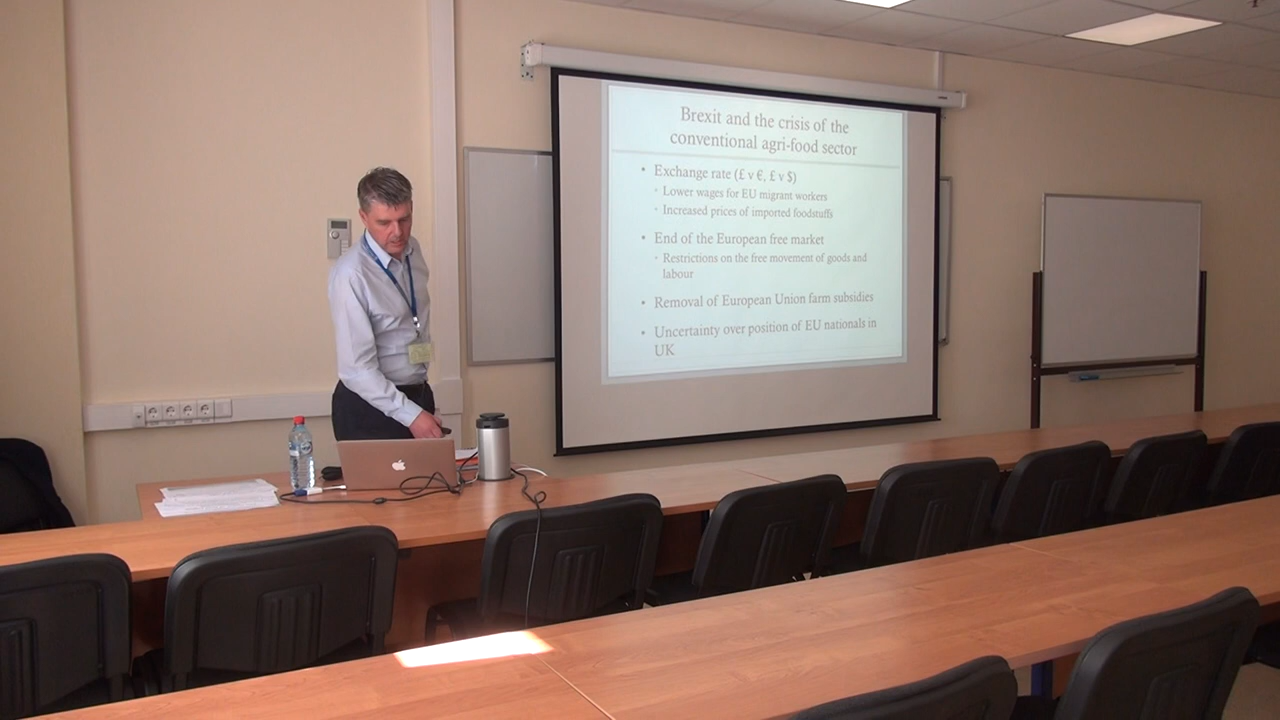 Brexit and the crisis of the
conventional agri-food sector
• Exchange rate (£ v €, £ v $)
• Lower wages for EU migrant workers
• Increased prices of imported foodstuffs
• End of the European free market
• Restrictions on the free movement of goods and
labour
• Removal of European Union farm subsidies
• Uncertainty over position of EU nationals in
UK